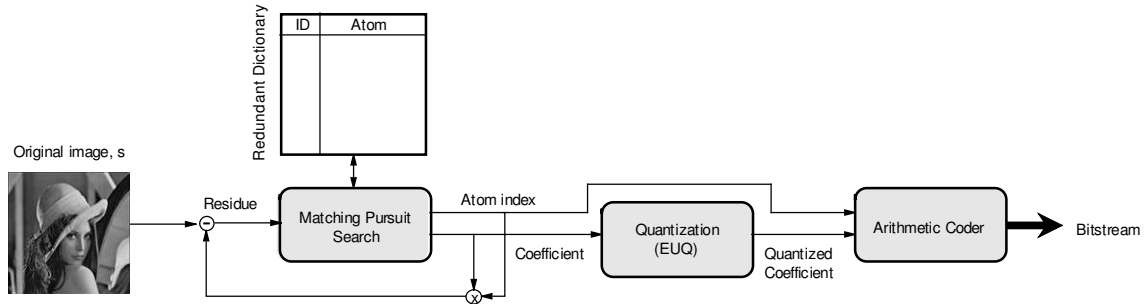 ID
Atom
Redundant Dictionary
Original image, s
Residue
Matching Pursuit
Search
Atom index
Coefficient
x
Quantization
(EUQ)
Quantized
Coefficient
Arithmetic Coder
Bitstream